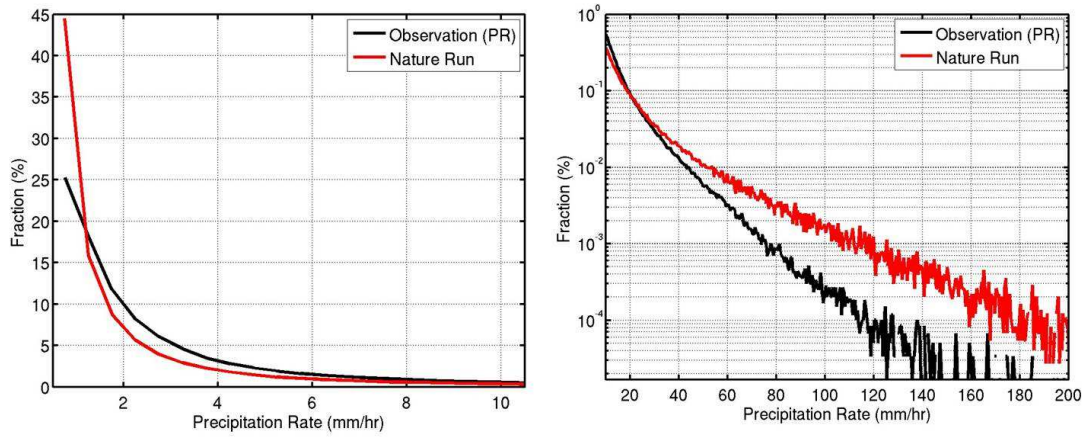 45
40
35
30
25
20
15
10
5
0
Fraction (%)
2 4 6 8 10
Precipitation Rate (mm/hr)
Observation (PR)
Nature Run
10^0
10^-1
10^-2
10^-3
10^-4
Fraction (%)
20 40 60 80 100 120 140 160 180 200
Precipitation Rate (mm/hr)
Observation (PR)
Nature Run